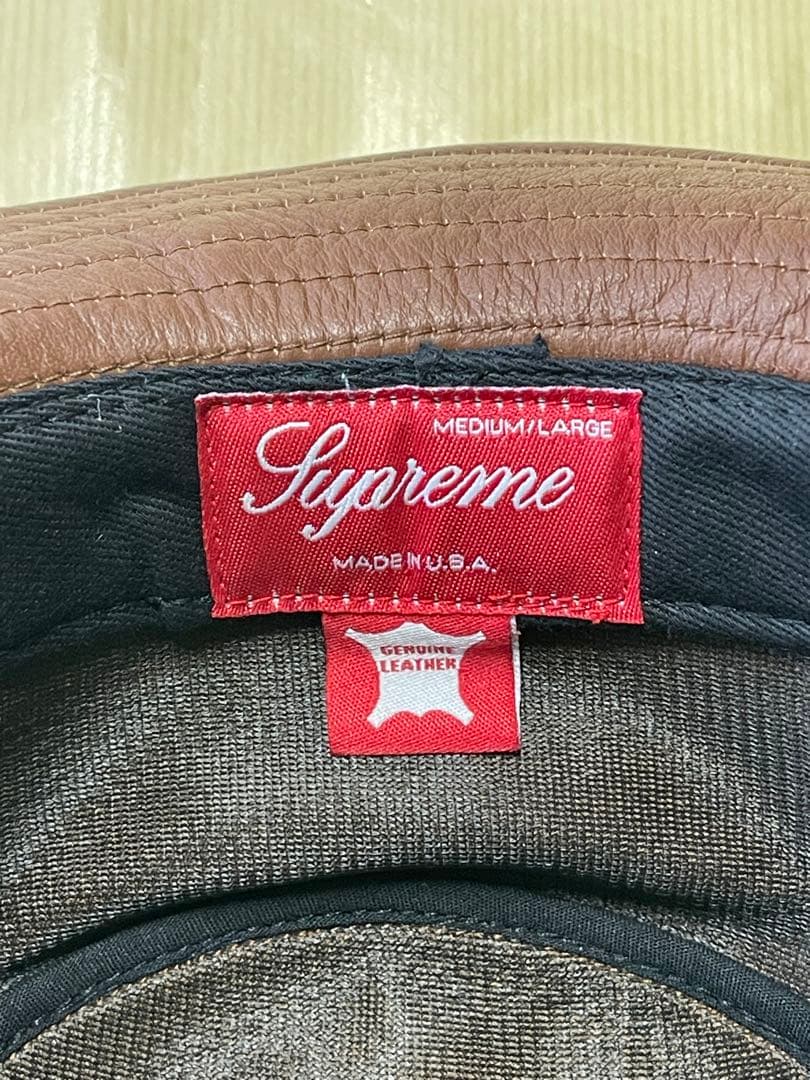 MEDIUM/LARGE
Supreme
MADE IN U.S.A.
GENUINE
LEATHER